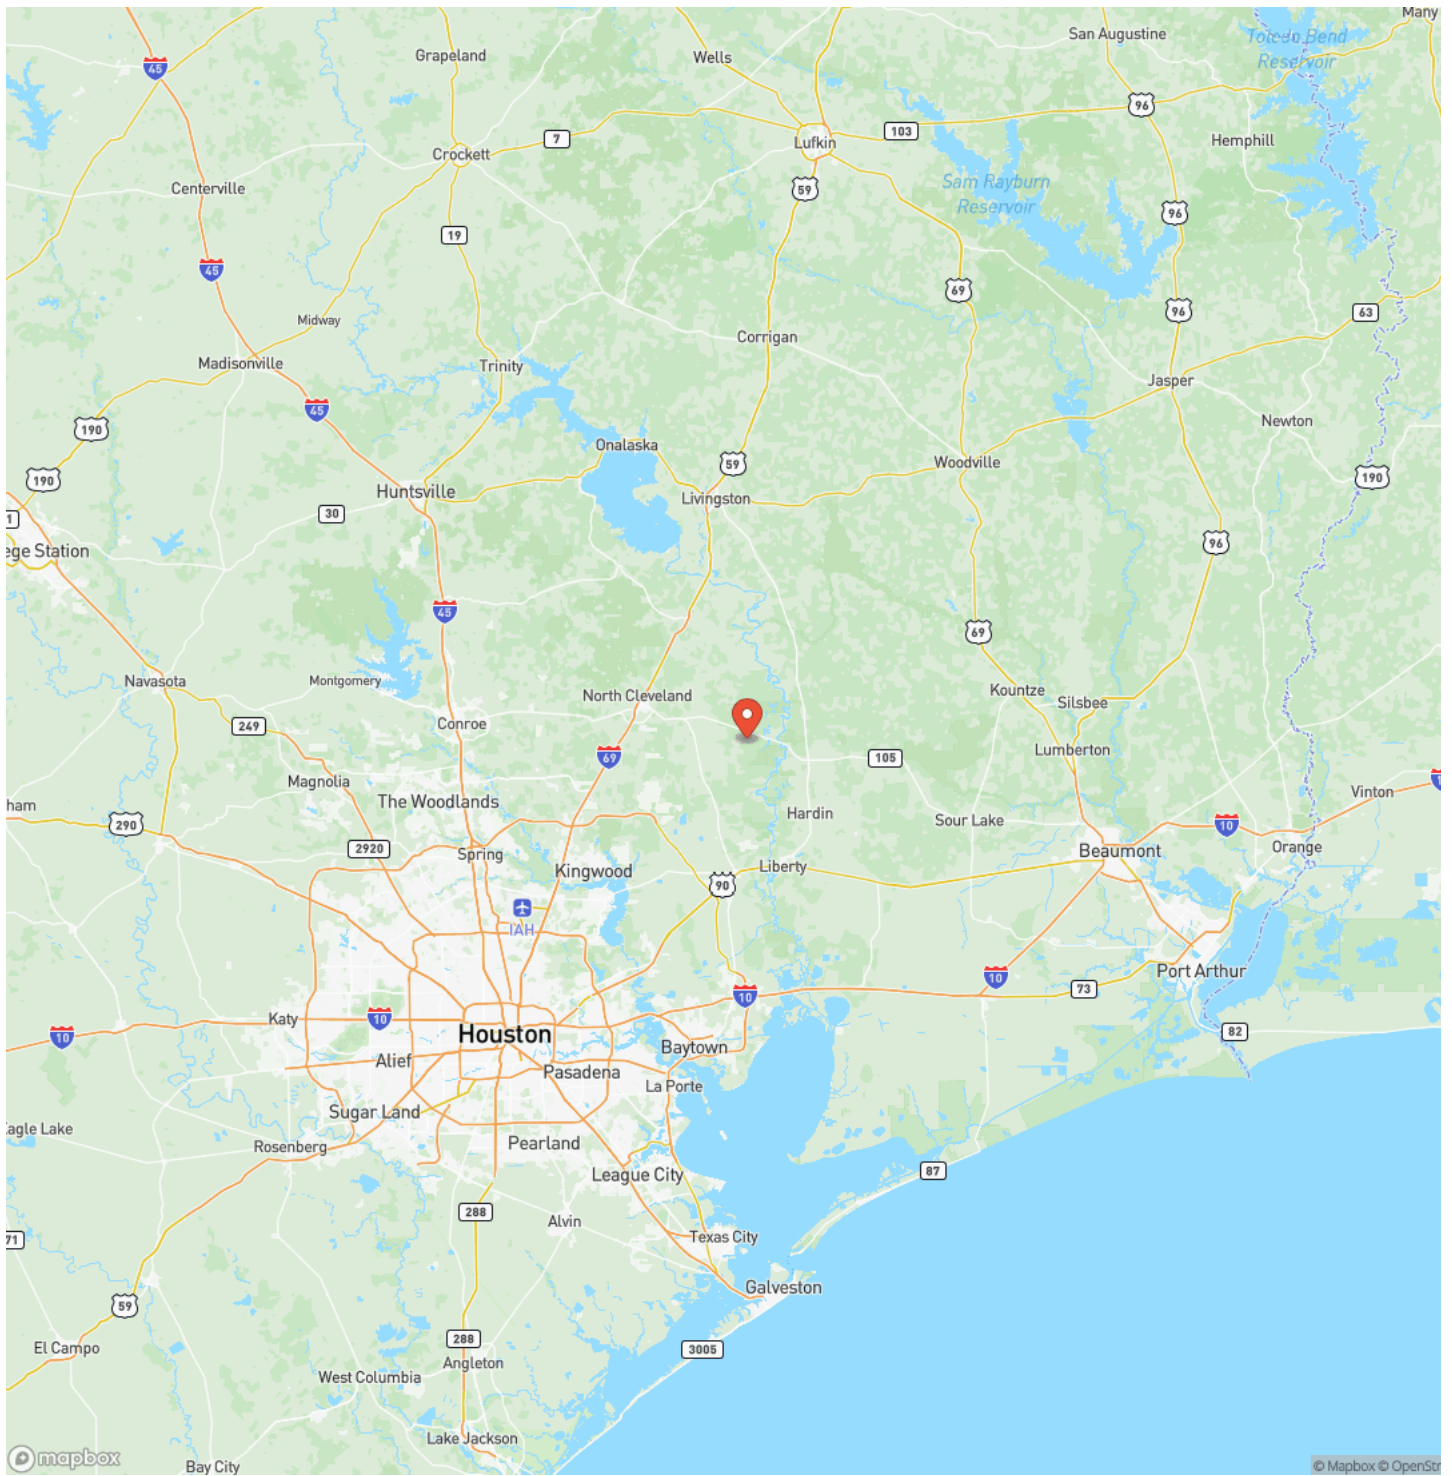 Many
San Augustine
Toledo Bend
Reservoir
45
Grapeland
Wells
96
103
7
Hemphill
Lufkin
Crockett
Centerville
59
Sam Rayburn
Reservoir
96
19
45
69
96
63
Midway
Corrigan
Madisonville
Trinity
Jasper
45
190
Newton
Onalaska
59
Woodville
190
190
Huntsville
Livingston
30
1
96
ege Station
45
69
Navasota
Montgomery
North Cleveland
Kountze
Silsbee
249
Conroe
Lumberton
69
105
Magnolia
Vinton
The Woodlands
ham
Hardin
Sour Lake
290
10
2920
Spring
Beaumont
Orange
Kingwood
Liberty
90
IAH
Port Arthur
10
73
10
Katy
10
82
10
Houston
Baytown
Alief
Pasadena
La Porte
Sugar Land
Eagle Lake
Rosenberg
Pearland
League City
87
288
Alvin
71
Texas City
Galveston
59
288
El Campo
3005
Angleton
West Columbia
Lake Jackson
mapbox
Bay City
© Mapbox © OpenStr